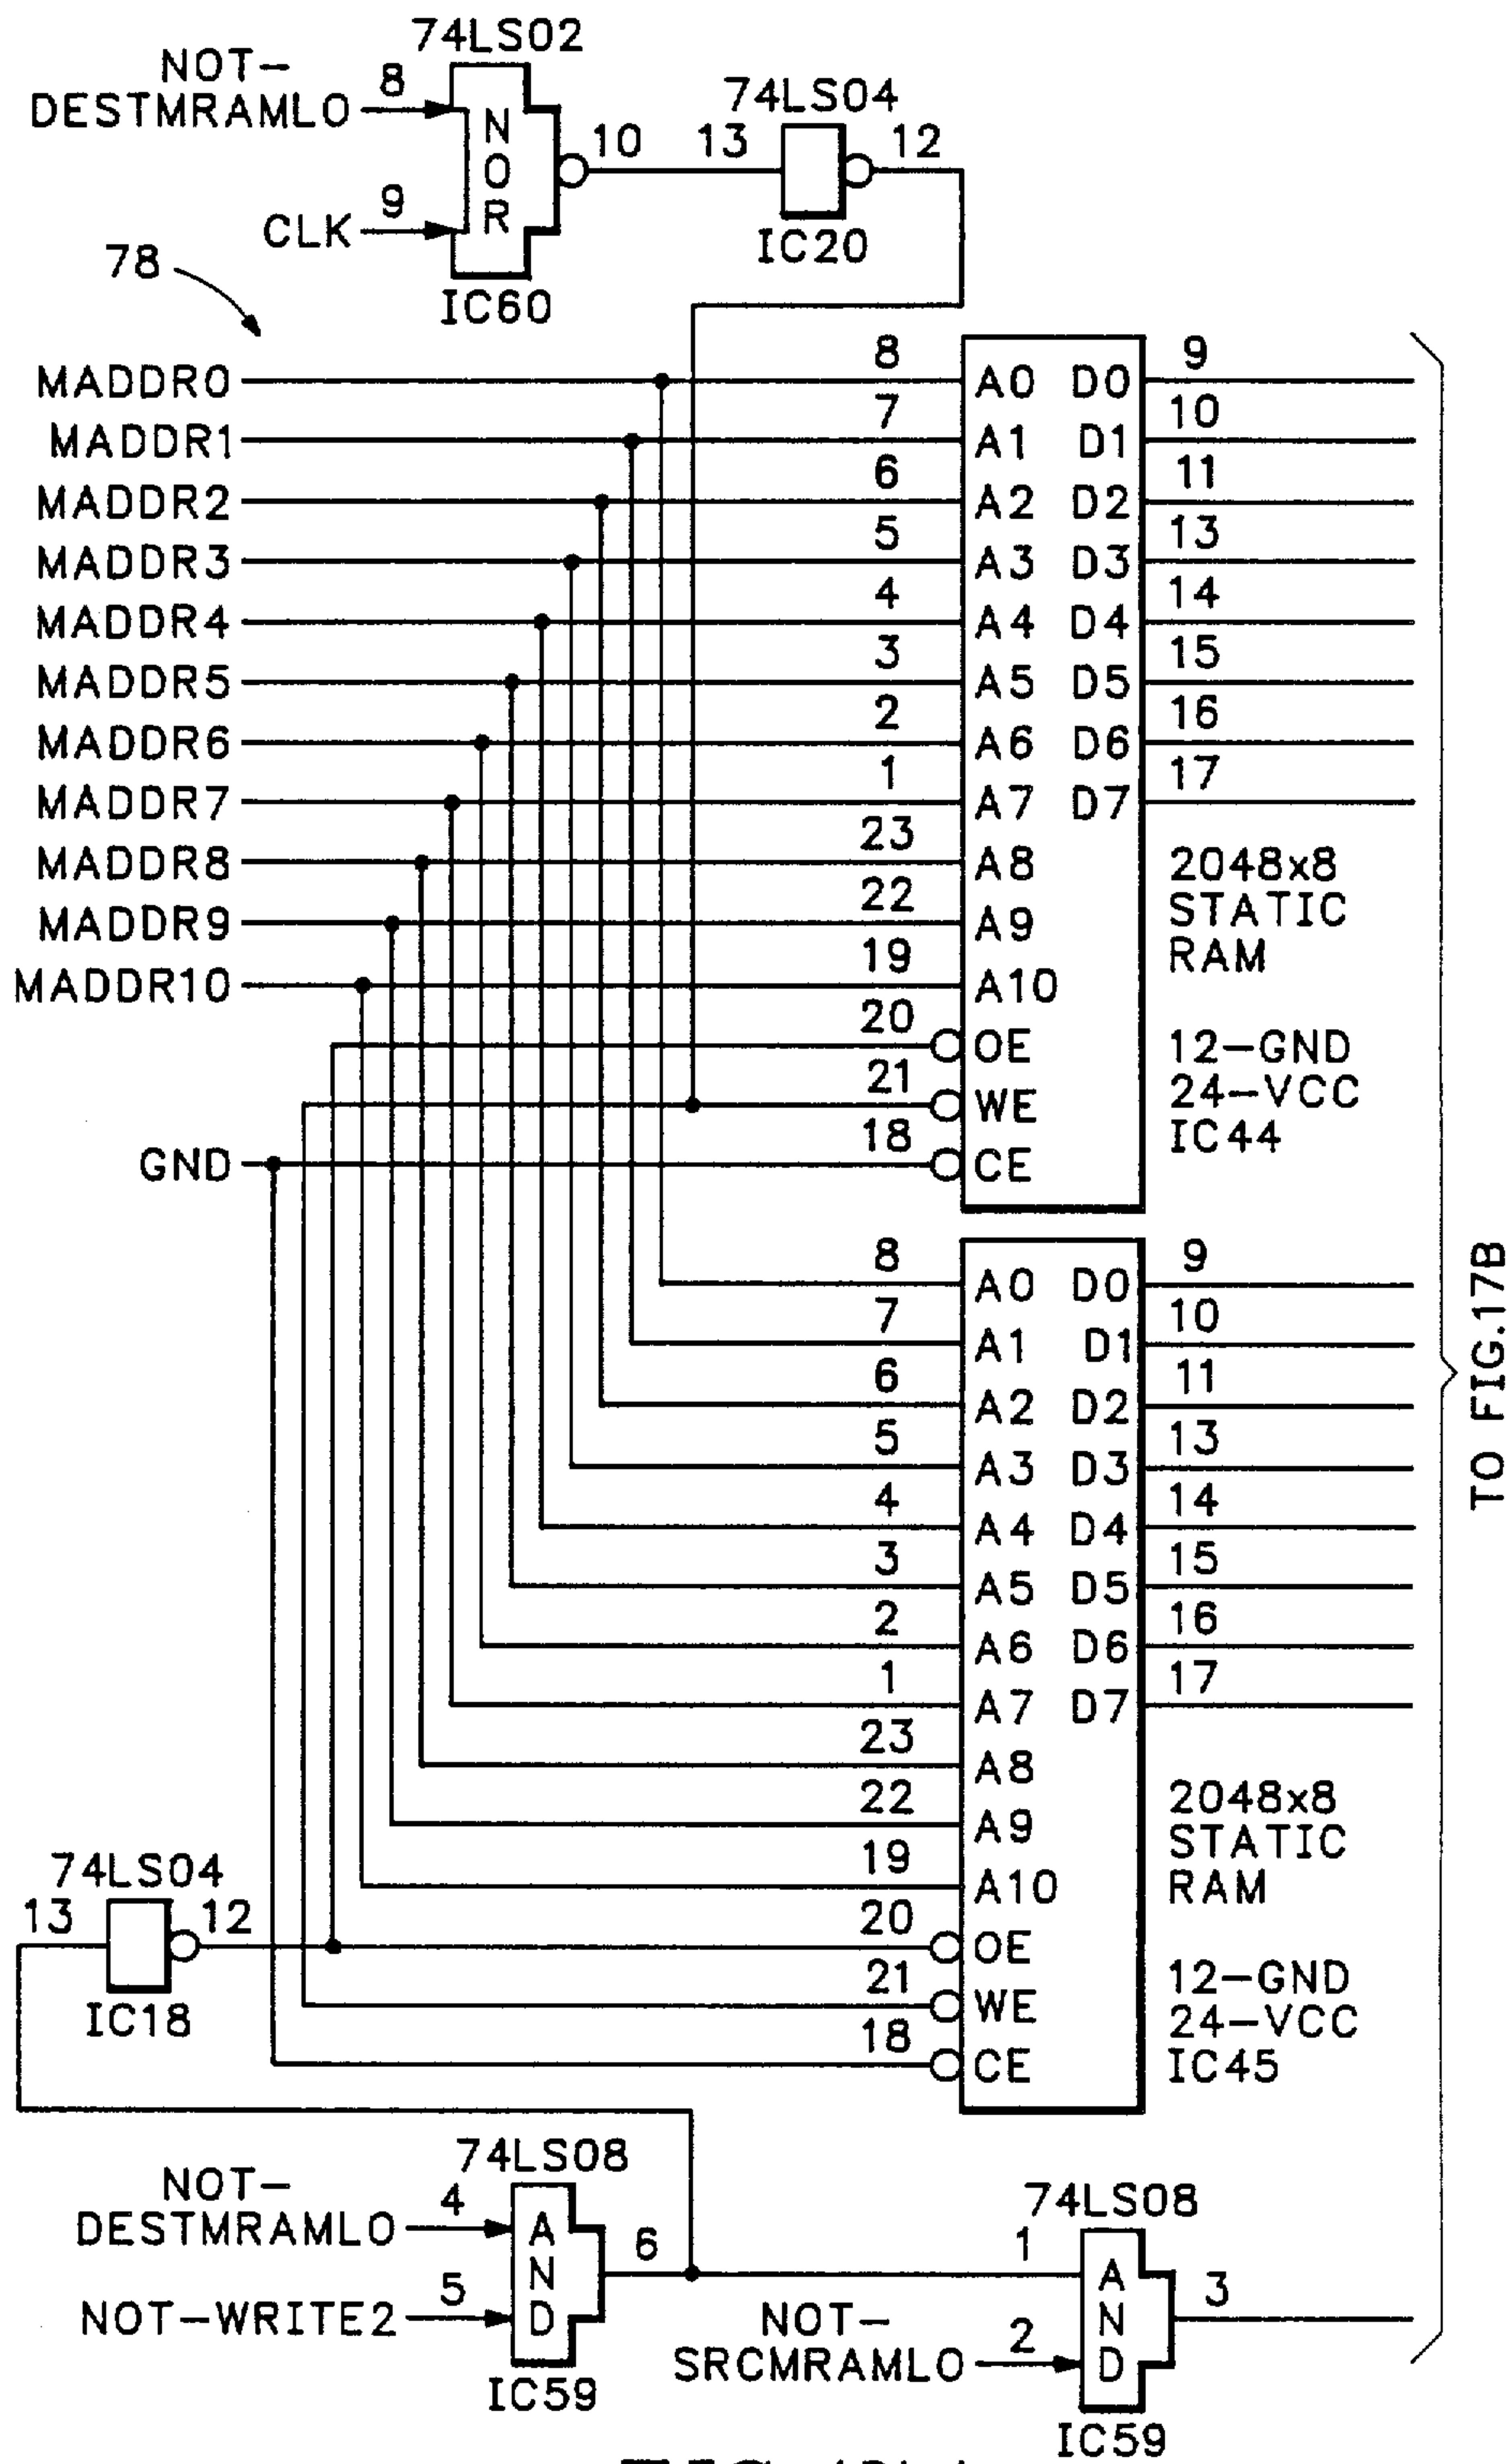 74LS02
NOT-
DESTMRAMLO
8
N
O
R
10
CLK
9
IC60
74LS04
13
12
IC20
78
MADDR0
MADDR1
MADDR2
MADDR3
MADDR4
MADDR5
MADDR6
MADDR7
MADDR8
MADDR9
MADDR10
GND
8 A0 D0 9
7 A1 D1 10
6 A2 D2 11
5 A3 D3 13
4 A4 D4 14
3 A5 D5 15
2 A6 D6 16
1 A7 D7 17
23 A8
22 A9
19 A10
20 OE
21 WE
18 CE
2048x8
STATIC
RAM
12-GND
24-VCC
IC44
8 A0 D0 9
7 A1 D1 10
6 A2 D2 11
5 A3 D3 13
4 A4 D4 14
3 A5 D5 15
2 A6 D6 16
1 A7 D7 17
23 A8
22 A9
19 A10
20 OE
21 WE
18 CE
2048x8
STATIC
RAM
12-GND
24-VCC
IC45
TO FIG.17B
74LS04
13
12
IC18
74LS08
NOT-
DESTMRAMLO
4
NOT-WRITE2
5
A
N
D
6
IC59
74LS08
1
NOT-
SRCMRAMLO
2
A
N
D
3
IC59